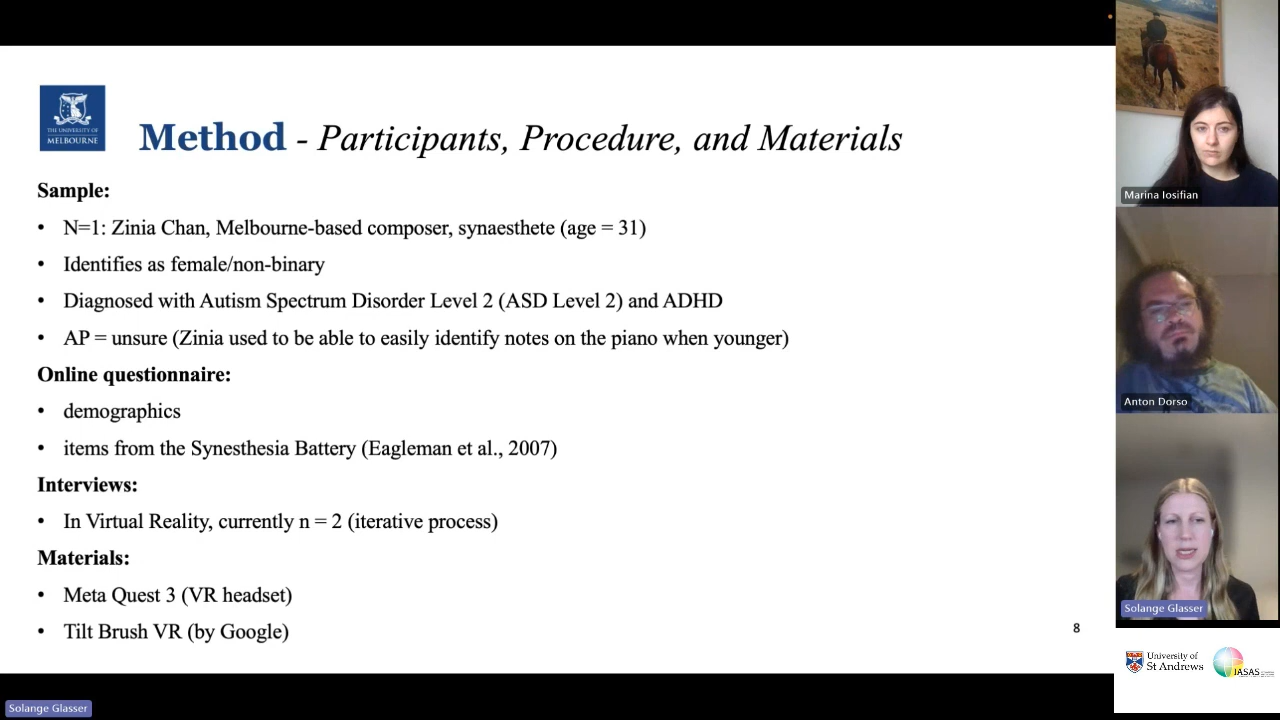 THE UNIVERSITY OF
MELBOURNE
Method - Participants, Procedure, and Materials
Sample:
• N=1: Zinia Chan, Melbourne-based composer, synaesthete (age = 31)
• Identifies as female/non-binary
• Diagnosed with Autism Spectrum Disorder Level 2 (ASD Level 2) and ADHD
• AP = unsure (Zinia used to be able to easily identify notes on the piano when younger)
Online questionnaire:
• demographics
• items from the Synesthesia Battery (Eagleman et al., 2007)
Interviews:
• In Virtual Reality, currently n = 2 (iterative process)
Materials:
• Meta Quest 3 (VR headset)
• Tilt Brush VR (by Google)
8
Marina Iosifian
Anton Dorso
Solange Glasser
University of
St Andrews
IASAS
Solange Glasser